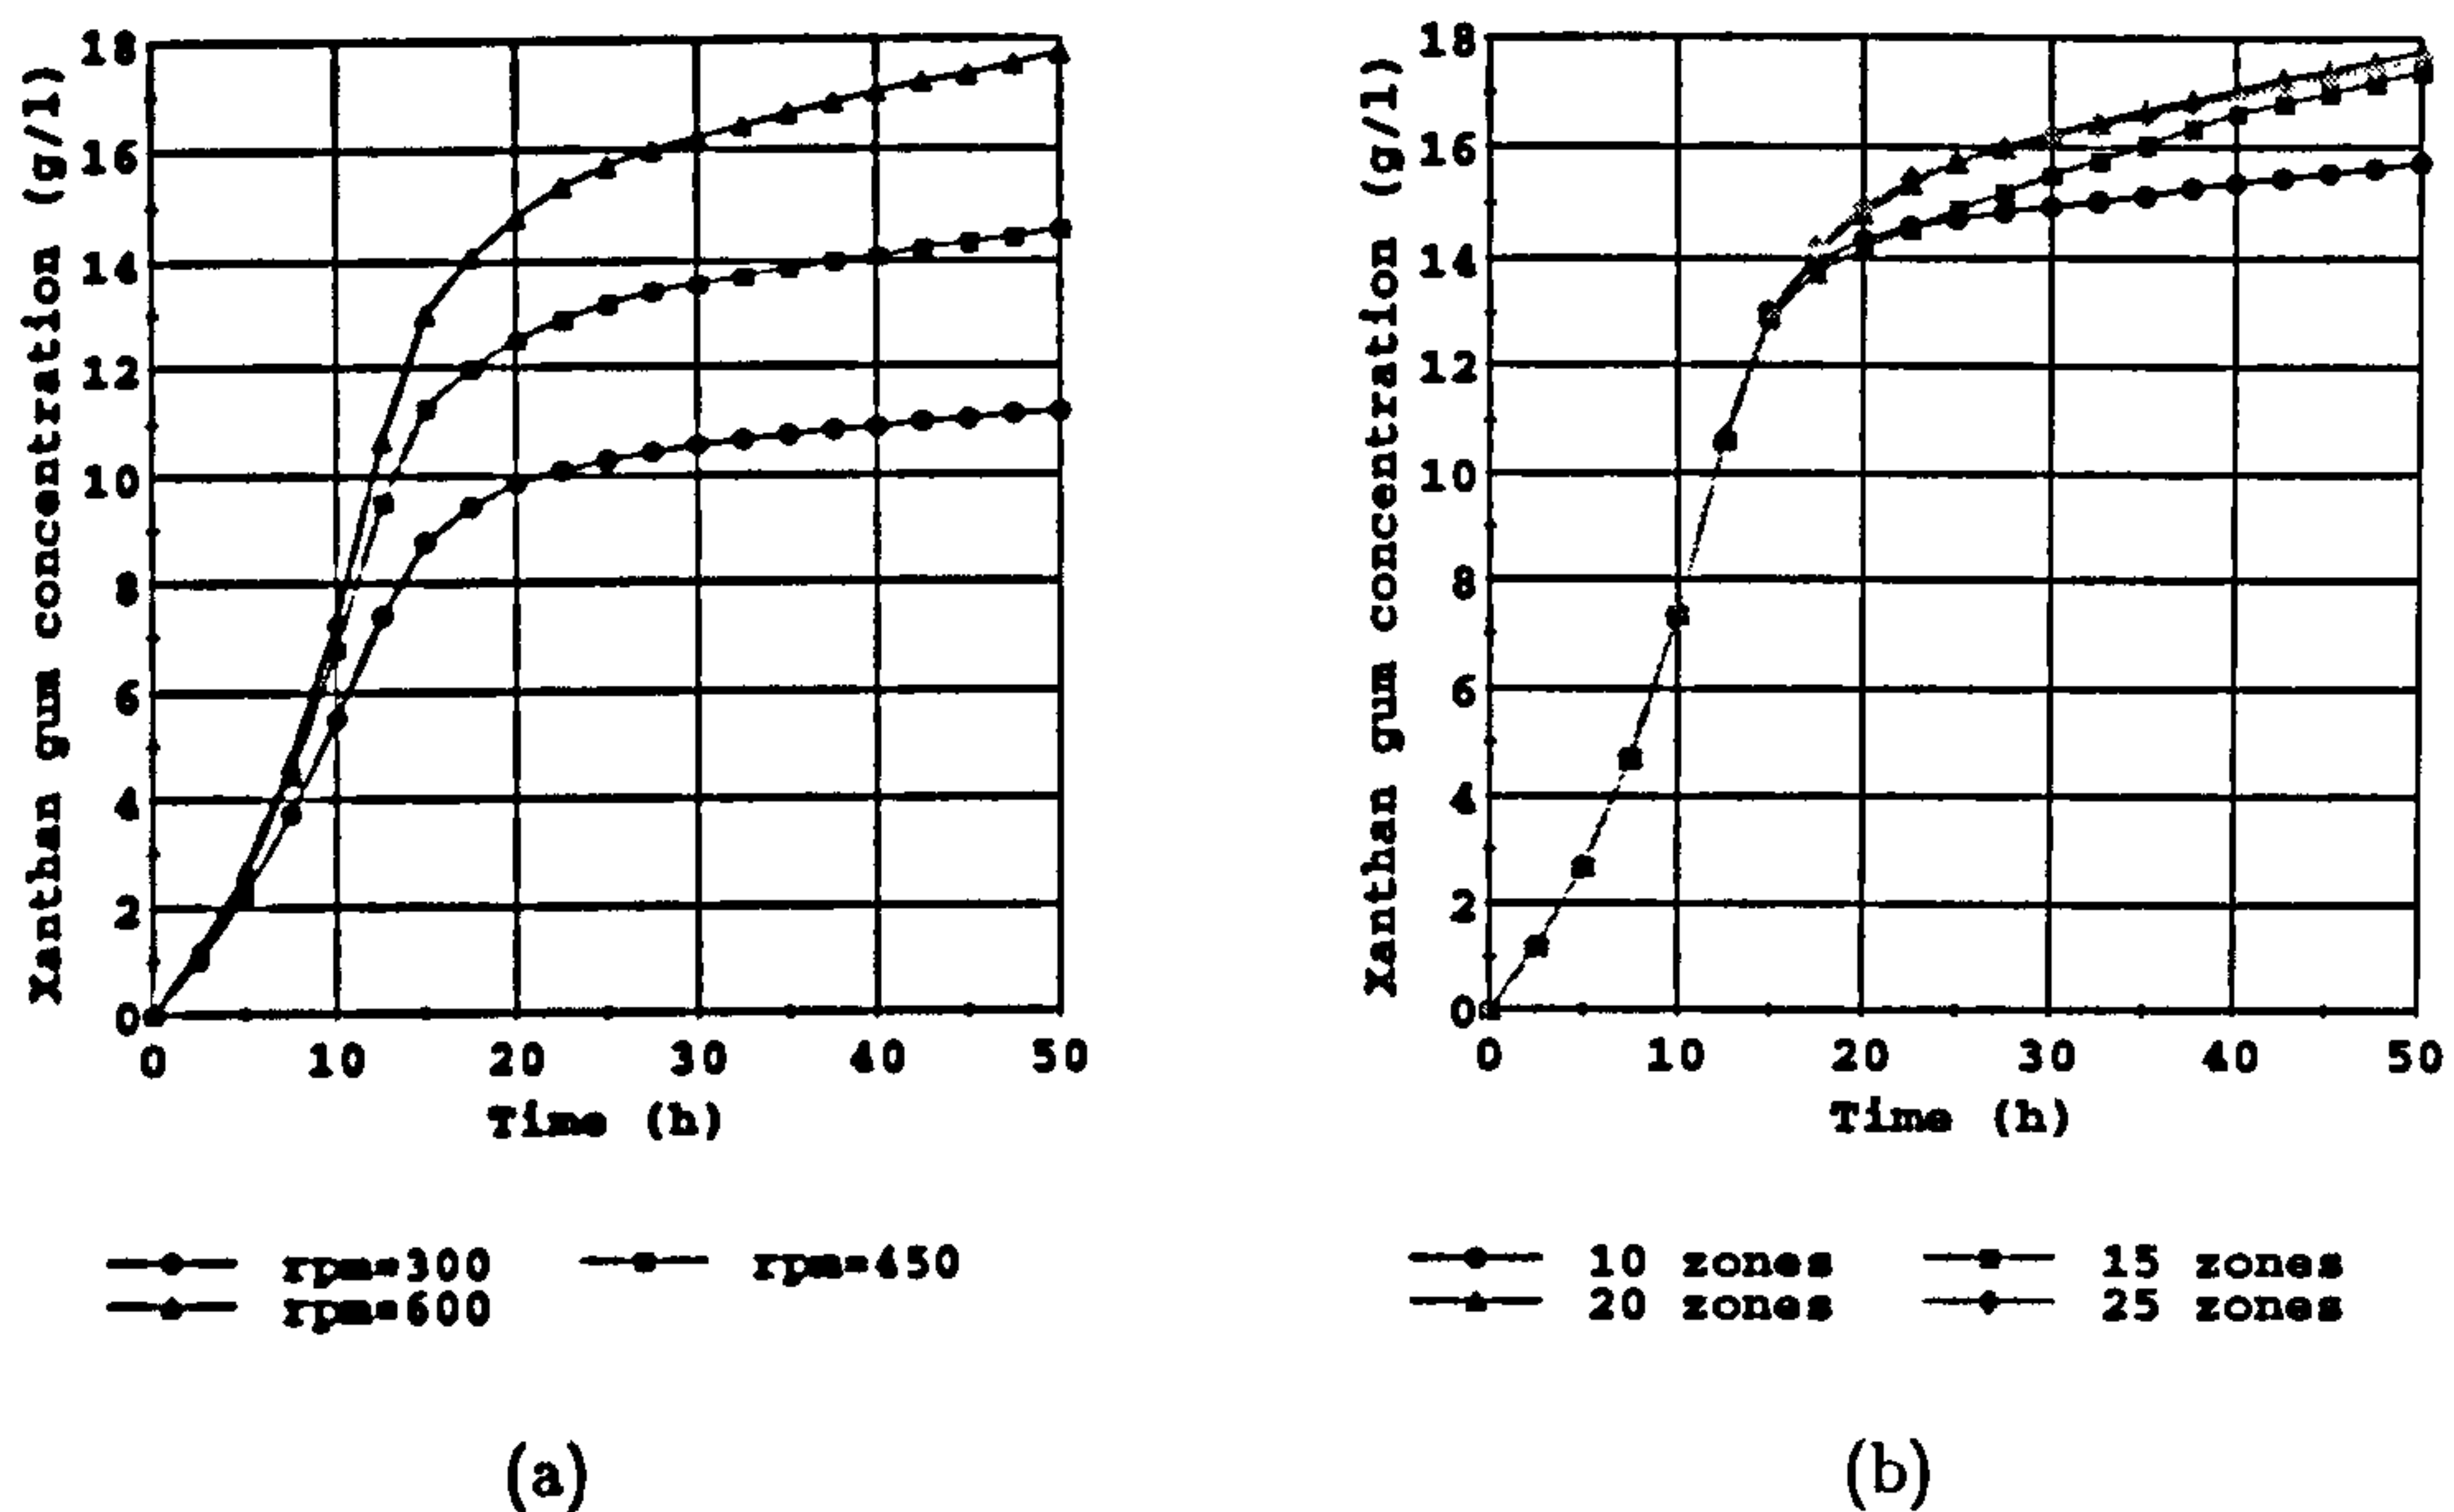 Xanthan gum concentration (g/l)
18
16
14
12
10
8
6
4
2
0
0 10 20 30 40 50
Time (h)
rpm=300 rpm=450
rpm=600
(a)
Xanthan gum concentration (g/l)
18
16
14
12
10
8
6
4
2
0
0 10 20 30 40 50
Time (h)
10 zones 15 zones
20 zones 25 zones
(b)